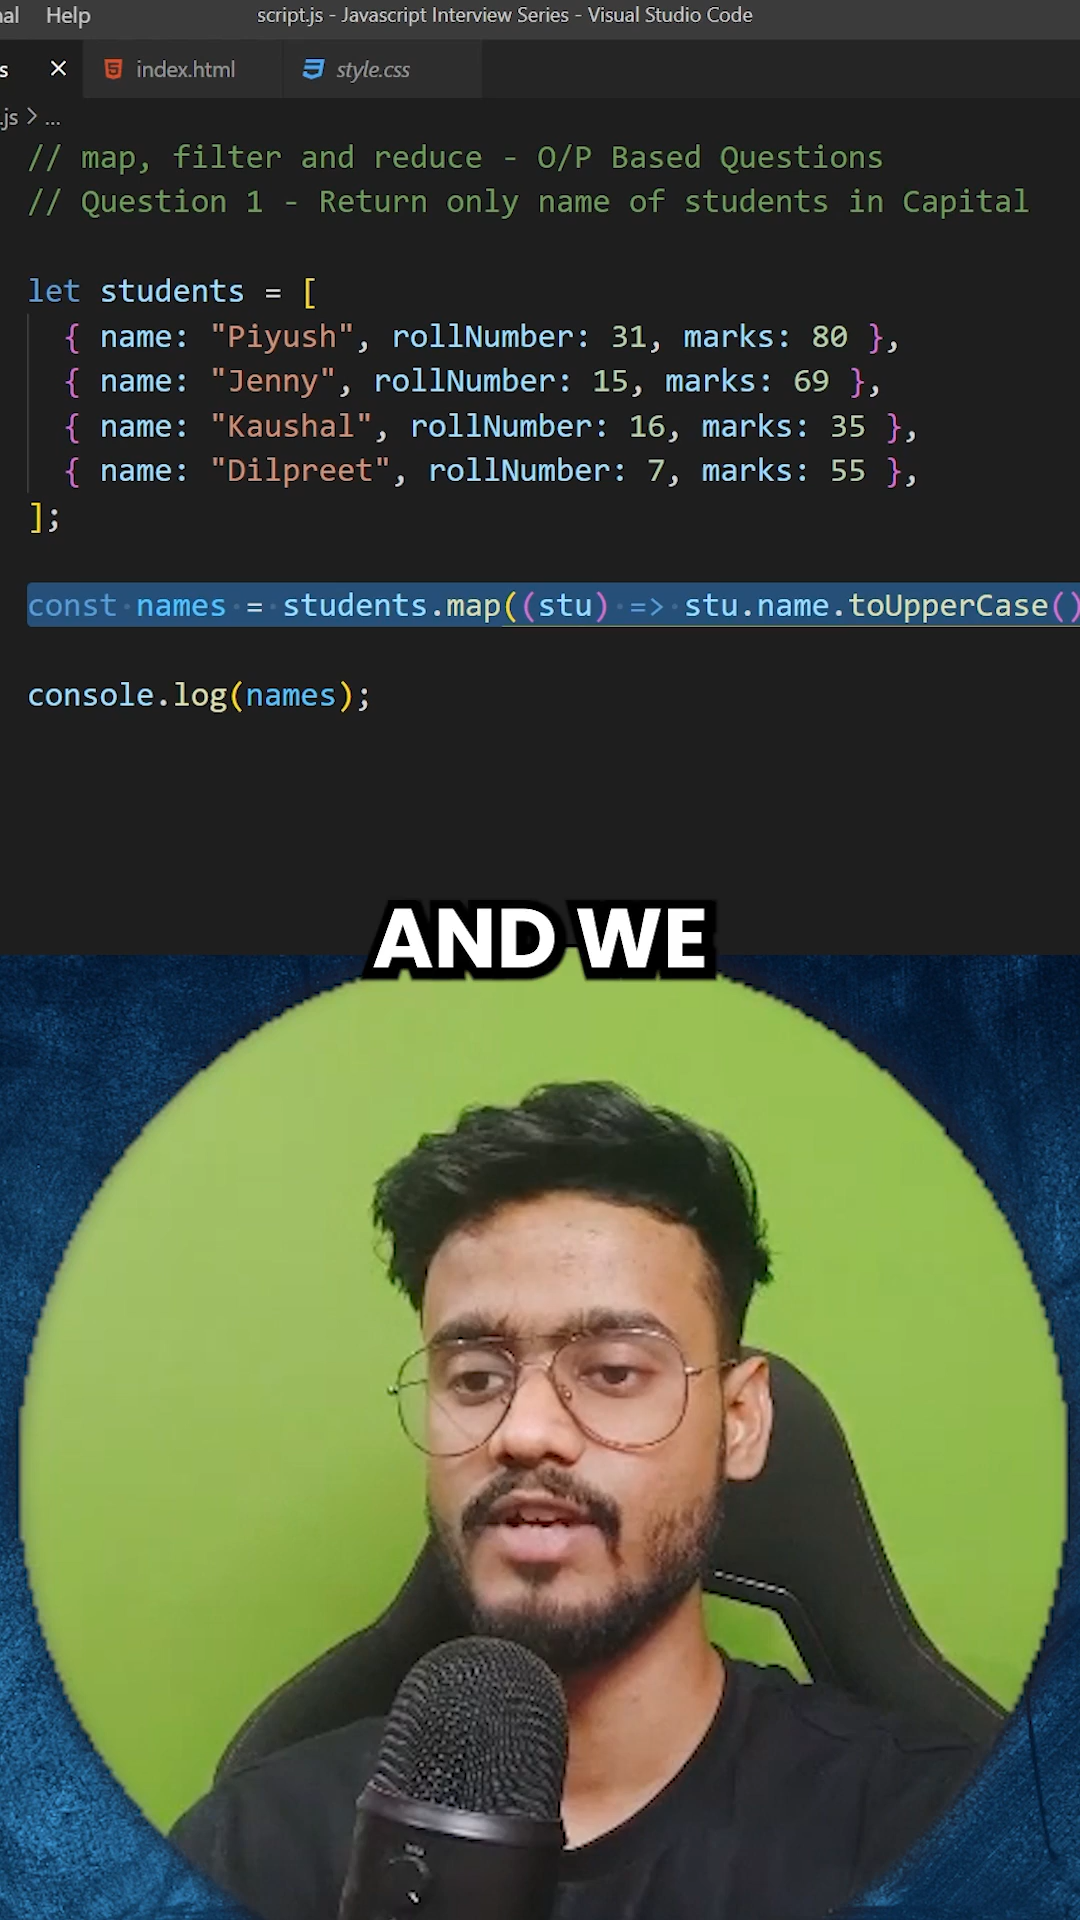 Help script.js - Javascript Interview Series - Visual Studio Code
index.html style.css
.js > ...
// map, filter and reduce - O/P Based Questions
// Question 1 - Return only name of students in Capital
let students = [
{ name: "Piyush", rollNumber: 31, marks: 80 },
{ name: "Jenny", rollNumber: 15, marks: 69 },
{ name: "Kaushal", rollNumber: 16, marks: 35 },
{ name: "Dilpreet", rollNumber: 7, marks: 55 },
];
const names = students.map((stu) => stu.name.toUpperCase()
console.log(names);
AND WE